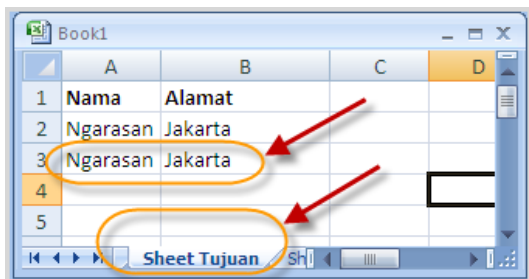 Book1
A B C D
1 Nama Alamat
2 Ngarasan Jakarta
3 Ngarasan Jakarta
4
5
Sheet Tujuan Sh